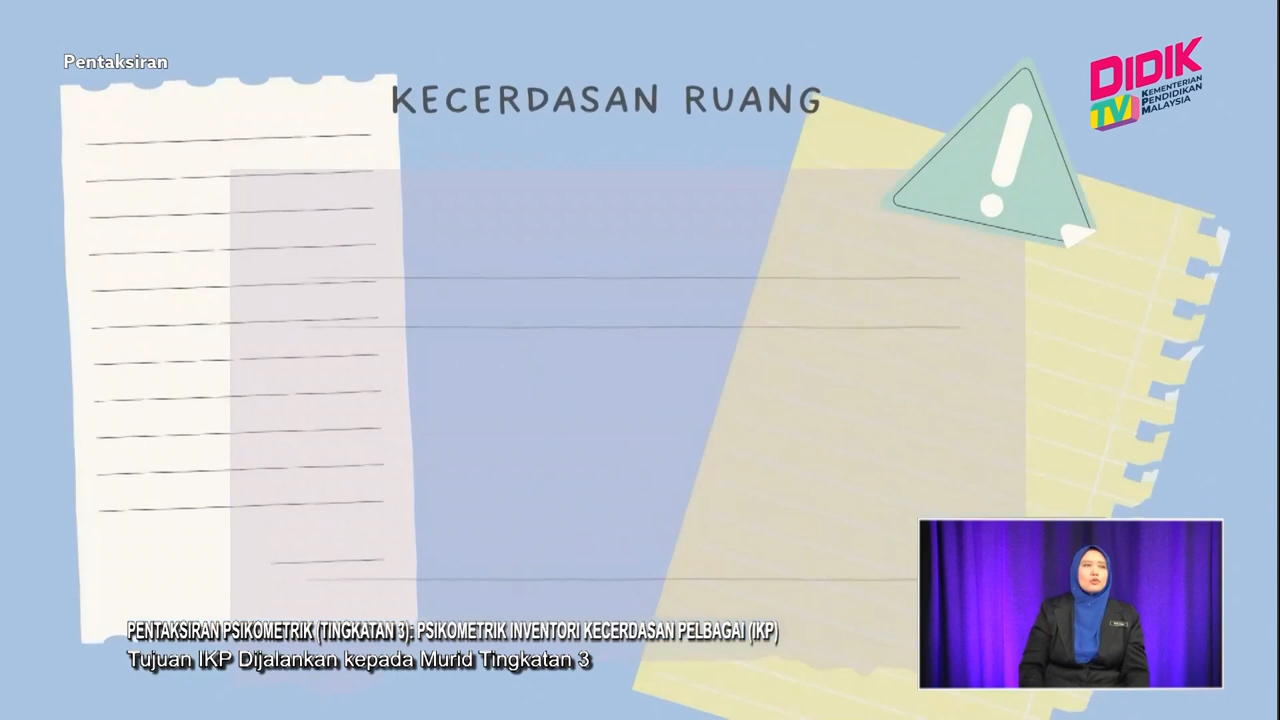 Pentaksiran
KECERDASAN RUANG
DIDIK
TV
KEMENTERIAN
PENDIDIKAN
MALAYSIA
PENTAKSIRAN PSIKOMETRIK (TINGKATAN 3): PSIKOMETRIK INVENTORI KECERDASAN PELBAGAI (IKP)
Tujuan IKP Dijalankan kepada Murid Tingkatan 3